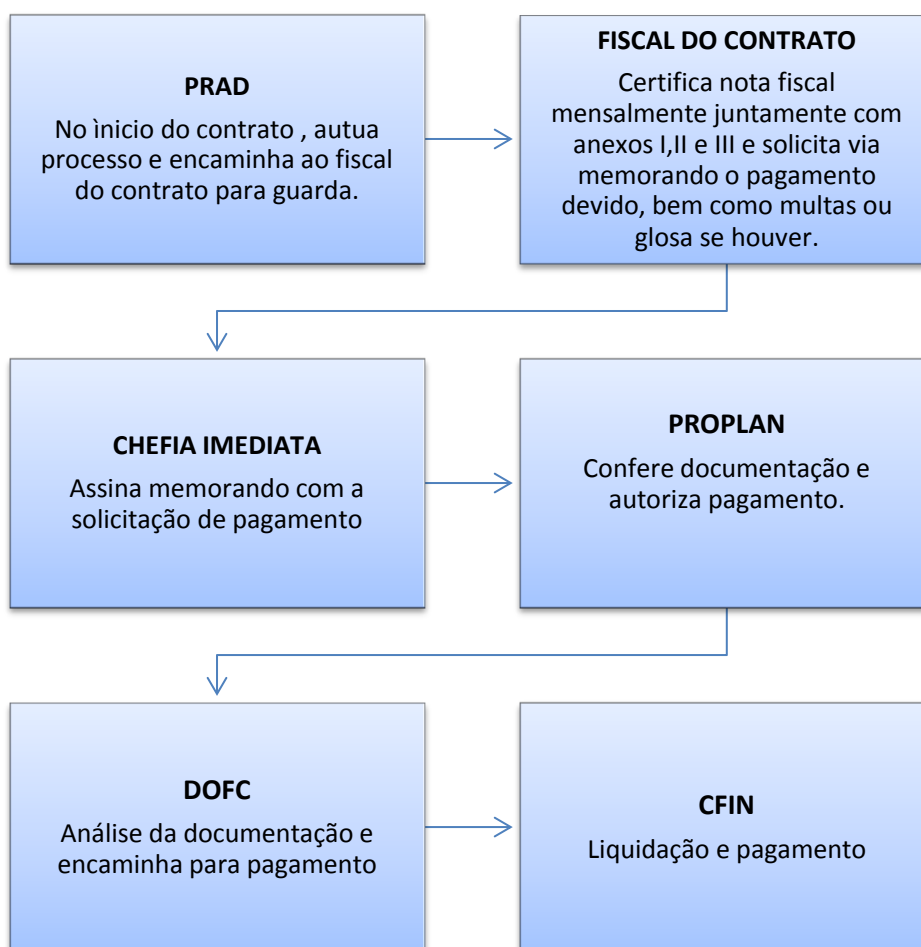 PRAD
No ìnicio do contrato , autua
processo e encaminha ao fiscal
do contrato para guarda.
FISCAL DO CONTRATO
Certifica nota fiscal
mensalmente juntamente com
anexos I,II e III e solicita via
memorando o pagamento
devido, bem como multas ou
glosa se houver.
CHEFIA IMEDIATA
Assina memorando com a
solicitação de pagamento
PROPLAN
Confere documentação e
autoriza pagamento.
DOFC
Análise da documentação e
encaminha para pagamento
CFIN
Liquidação e pagamento